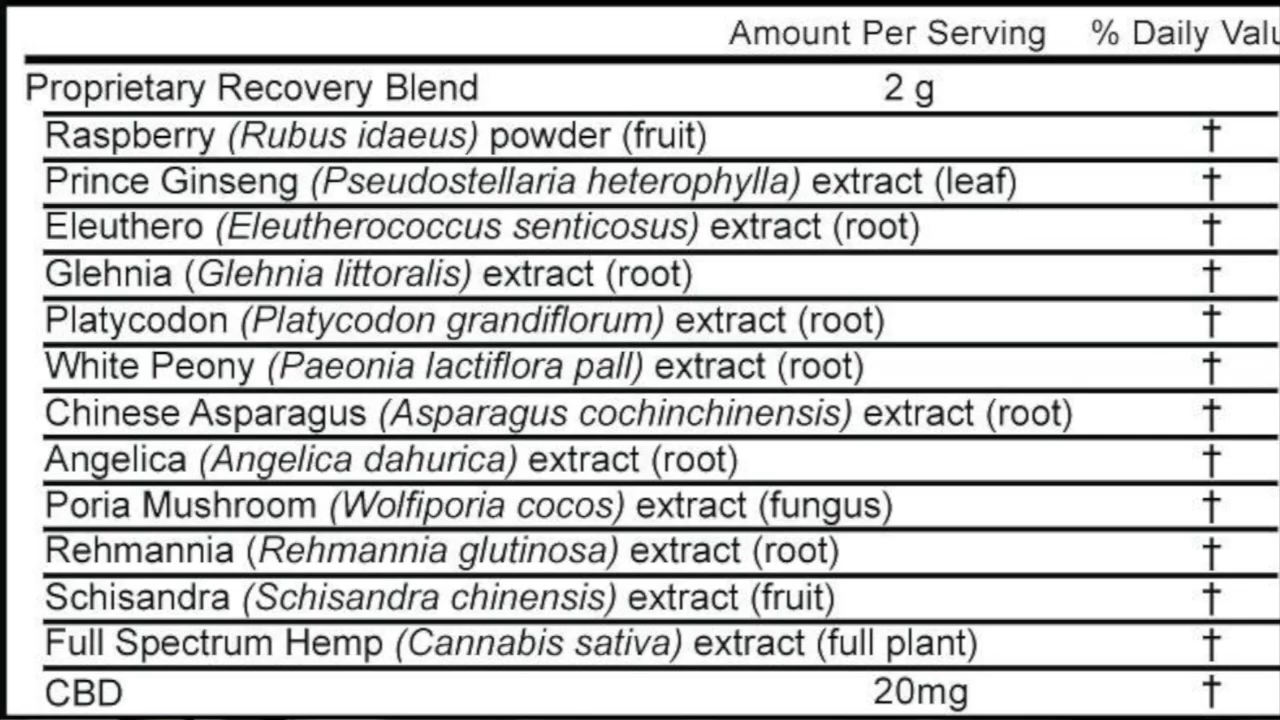 Amount Per Serving % Daily Valu
Proprietary Recovery Blend 2 g
Raspberry (Rubus idaeus) powder (fruit) †
Prince Ginseng (Pseudostellaria heterophylla) extract (leaf) †
Eleuthero (Eleutherococcus senticosus) extract (root) †
Glehnia (Glehnia littoralis) extract (root) †
Platycodon (Platycodon grandiflorum) extract (root) †
White Peony (Paeonia lactiflora pall) extract (root) †
Chinese Asparagus (Asparagus cochinchinensis) extract (root) †
Angelica (Angelica dahurica) extract (root) †
Poria Mushroom (Wolfiporia cocos) extract (fungus) †
Rehmannia (Rehmannia glutinosa) extract (root) †
Schisandra (Schisandra chinensis) extract (fruit) †
Full Spectrum Hemp (Cannabis sativa) extract (full plant) †
CBD 20mg †